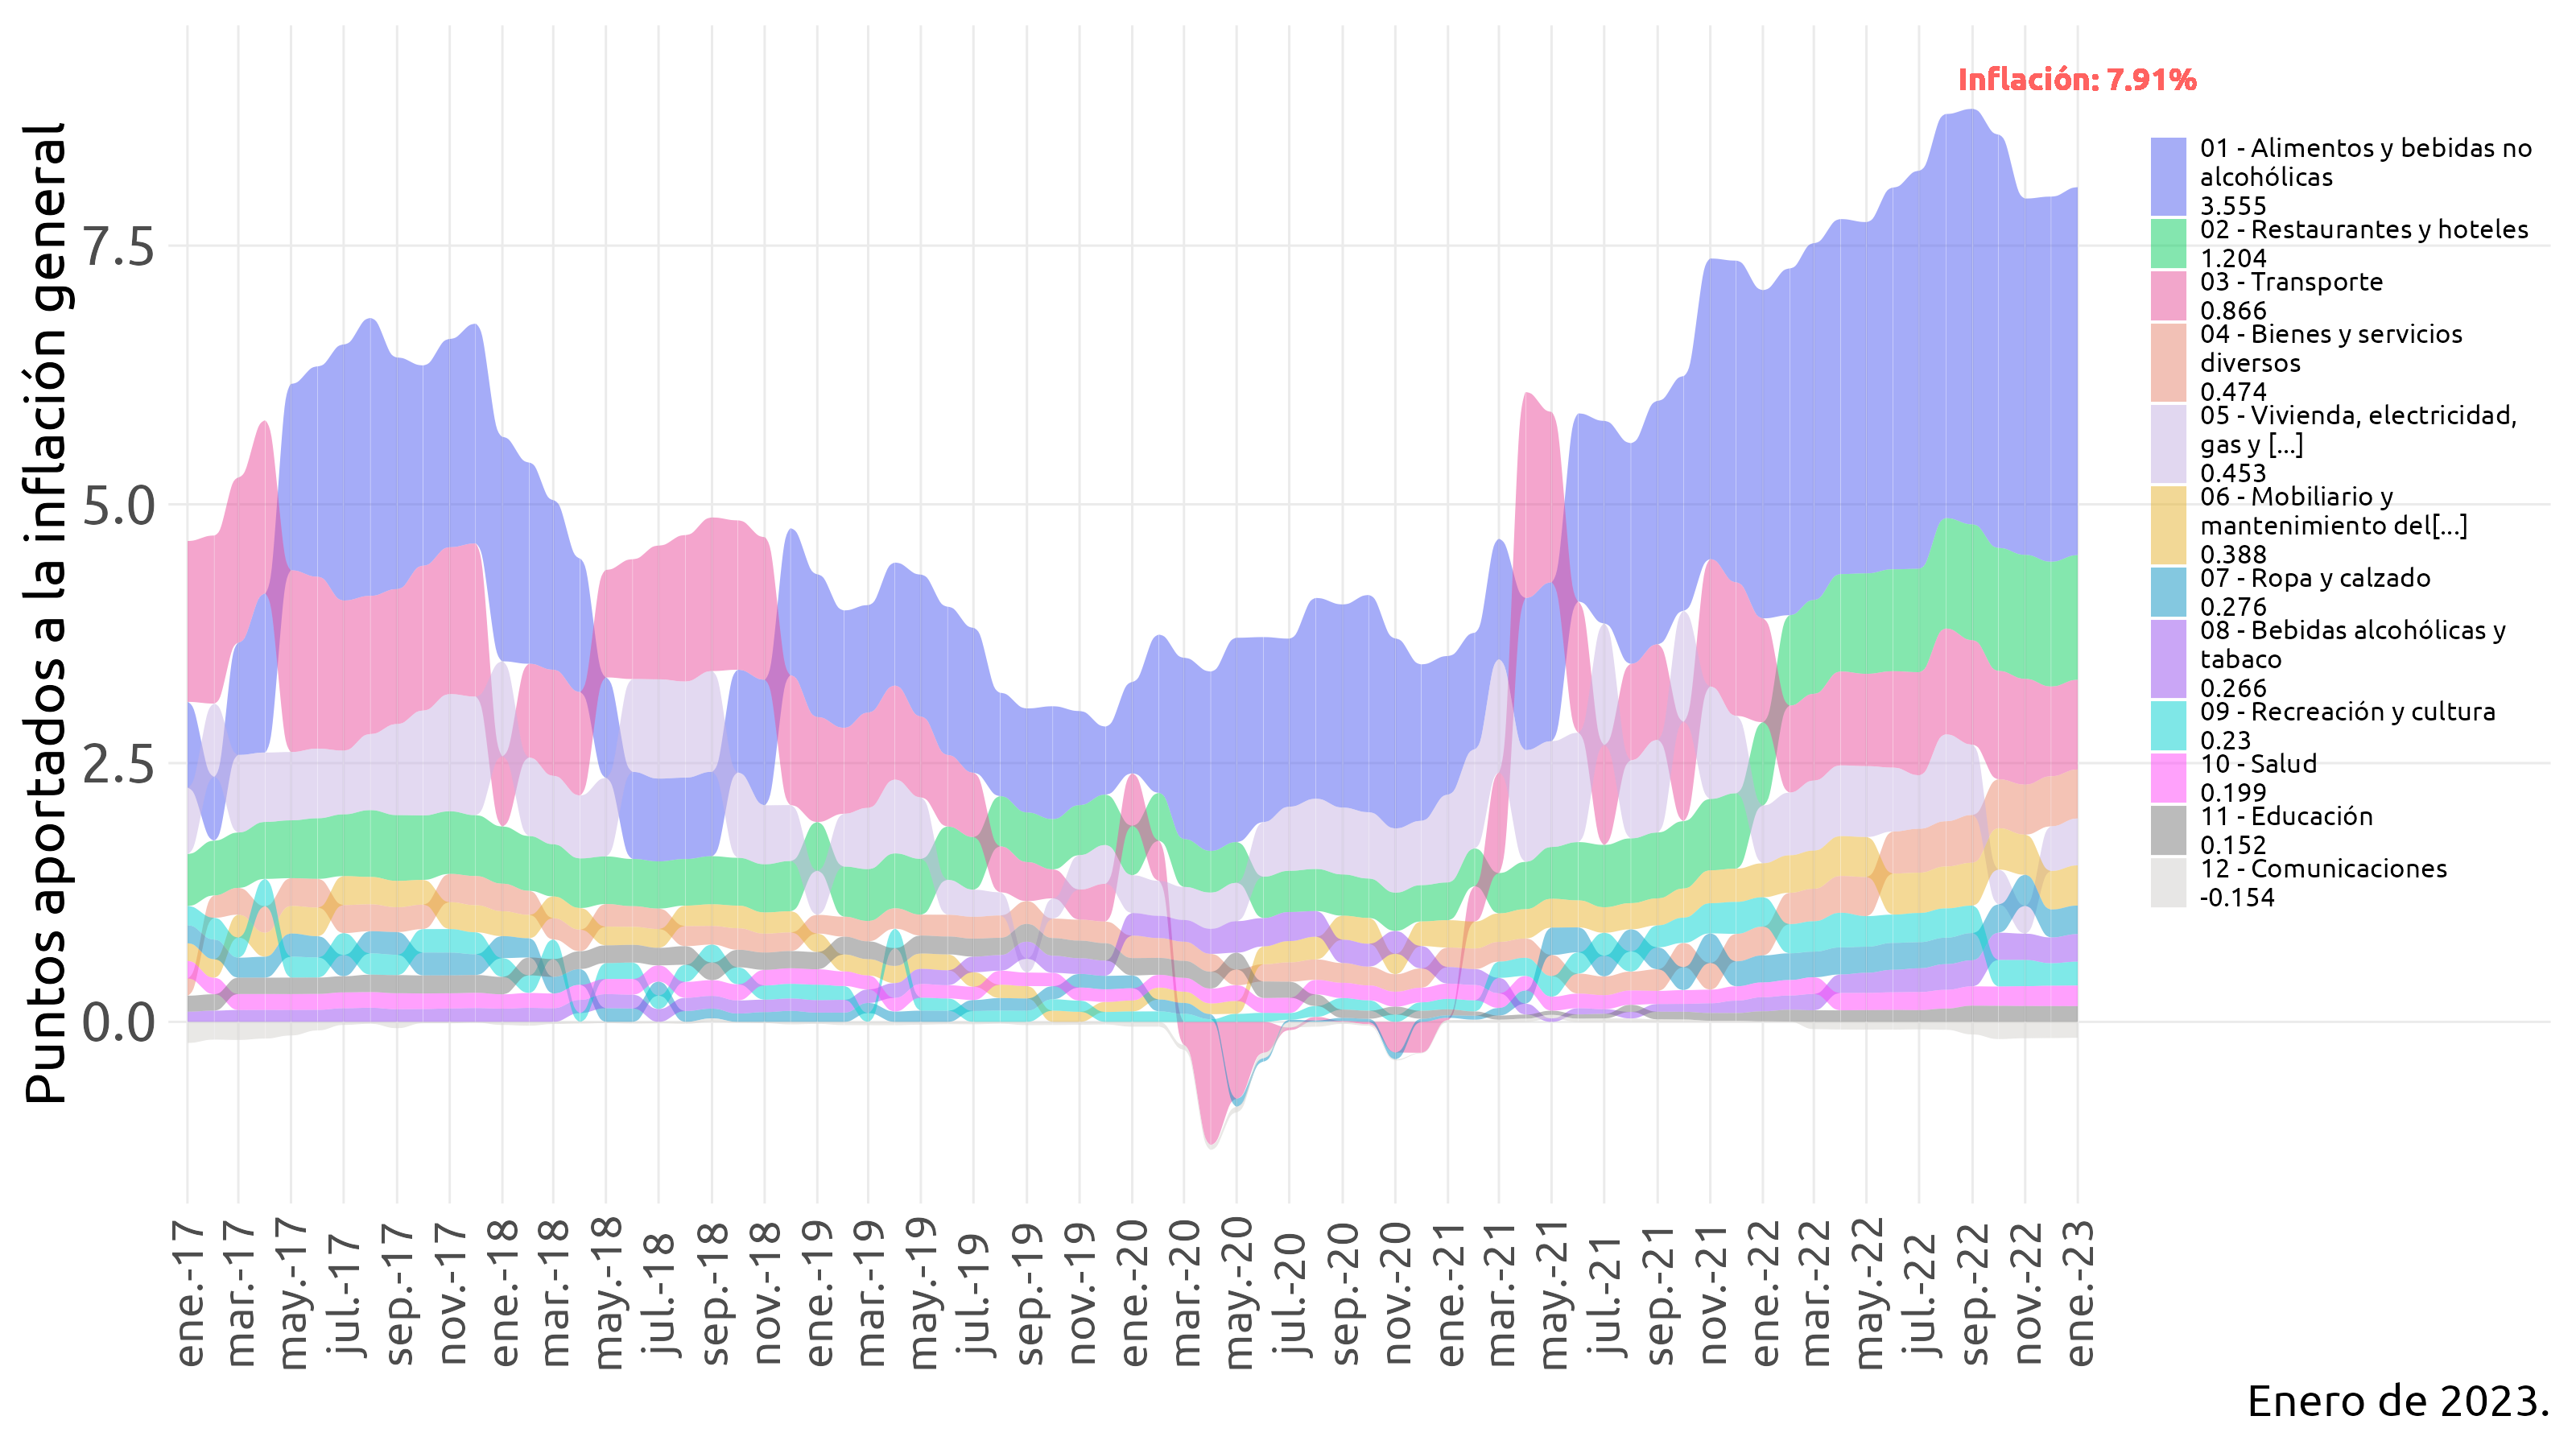 Inflación: 7.91%
Puntos aportados a la inflación general
7.5
5.0
2.5
0.0
01 - Alimentos y bebidas no
alcohólicas
3.555
02 - Restaurantes y hoteles
1.204
03 - Transporte
0.866
04 - Bienes y servicios
diversos
0.474
05 - Vivienda, electricidad,
gas y [...]
0.453
06 - Mobiliario y
mantenimiento del[...]
0.388
07 - Ropa y calzado
0.276
08 - Bebidas alcohólicas y
tabaco
0.266
09 - Recreación y cultura
0.23
10 - Salud
0.199
11 - Educación
0.152
12 - Comunicaciones
-0.154
ene.-17
mar.-17
may.-17
jul.-17
sep.-17
nov.-17
ene.-18
mar.-18
may.-18
jul.-18
sep.-18
nov.-18
ene.-19
mar.-19
may.-19
jul.-19
sep.-19
nov.-19
ene.-20
mar.-20
may.-20
jul.-20
sep.-20
nov.-20
ene.-21
mar.-21
may.-21
jul.-21
sep.-21
nov.-21
ene.-22
mar.-22
may.-22
jul.-22
sep.-22
nov.-22
ene.-23
Enero de 2023.